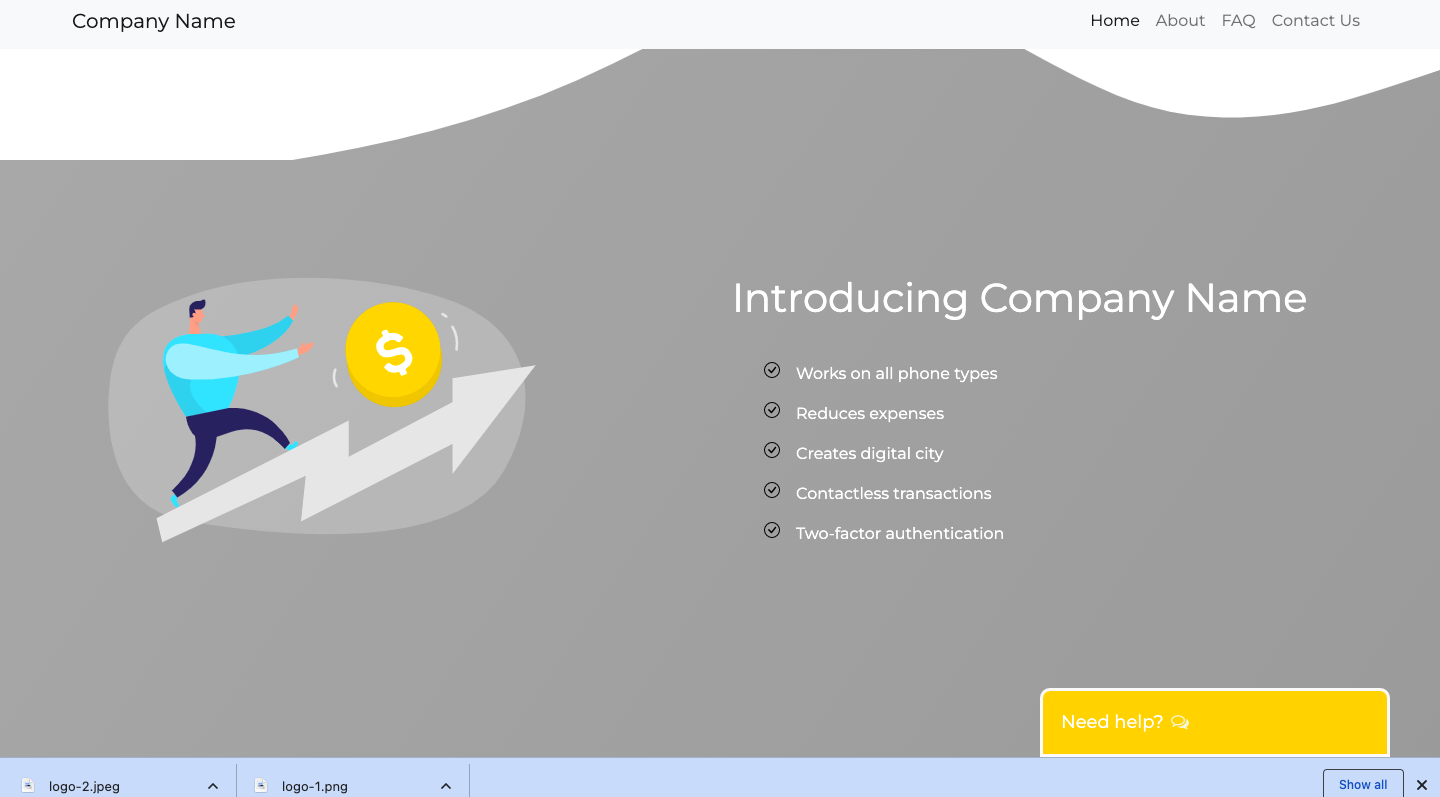 Company Name
Home About FAQ Contact Us
Introducing Company Name
$
Works on all phone types
Reduces expenses
Creates digital city
Contactless transactions
Two-factor authentication
Need help?
logo-2.jpeg
logo-1.png
Show all